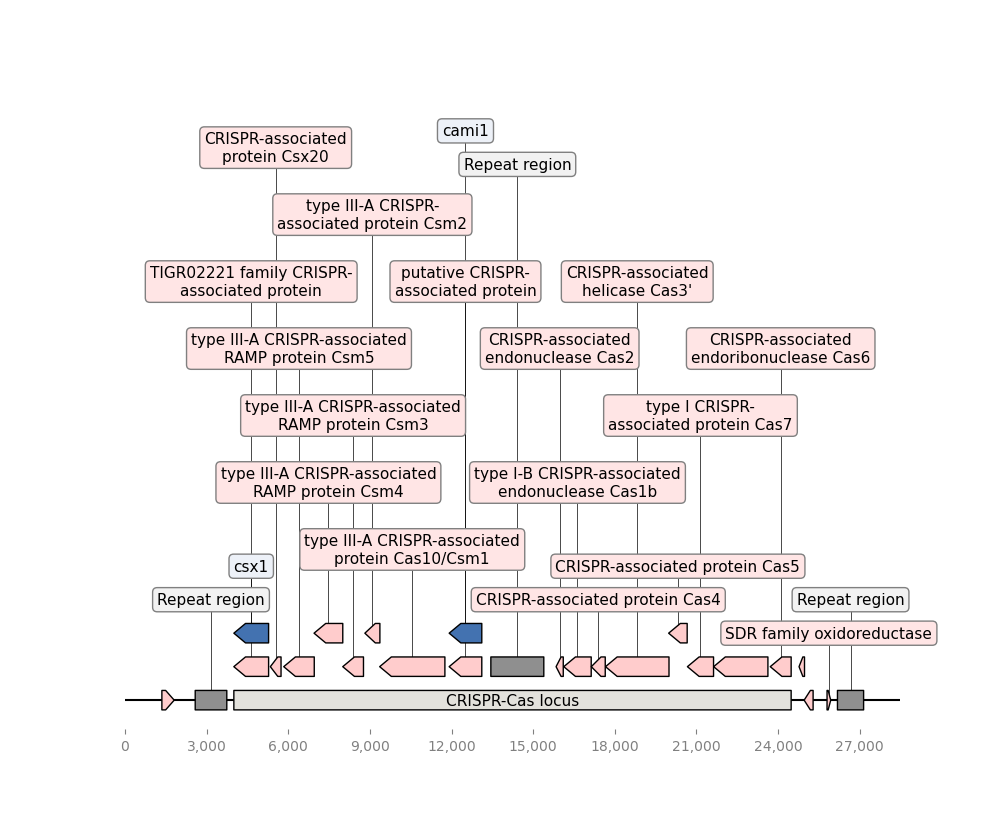 cami1
CRISPR-associated
protein Csx20
Repeat region
type III-A CRISPR-
associated protein Csm2
TIGR02221 family CRISPR-
associated protein
putative CRISPR-
associated protein
CRISPR-associated
helicase Cas3'
type III-A CRISPR-associated
RAMP protein Csm5
CRISPR-associated
endonuclease Cas2
CRISPR-associated
endoribonuclease Cas6
type III-A CRISPR-associated
RAMP protein Csm3
type I CRISPR-
associated protein Cas7
type III-A CRISPR-associated
RAMP protein Csm4
type I-B CRISPR-associated
endonuclease Cas1b
type III-A CRISPR-associated
protein Cas10/Csm1
csx1
CRISPR-associated protein Cas5
Repeat region
CRISPR-associated protein Cas4
Repeat region
SDR family oxidoreductase
CRISPR-Cas locus
0
3,000
6,000
9,000
12,000
15,000
18,000
21,000
24,000
27,000